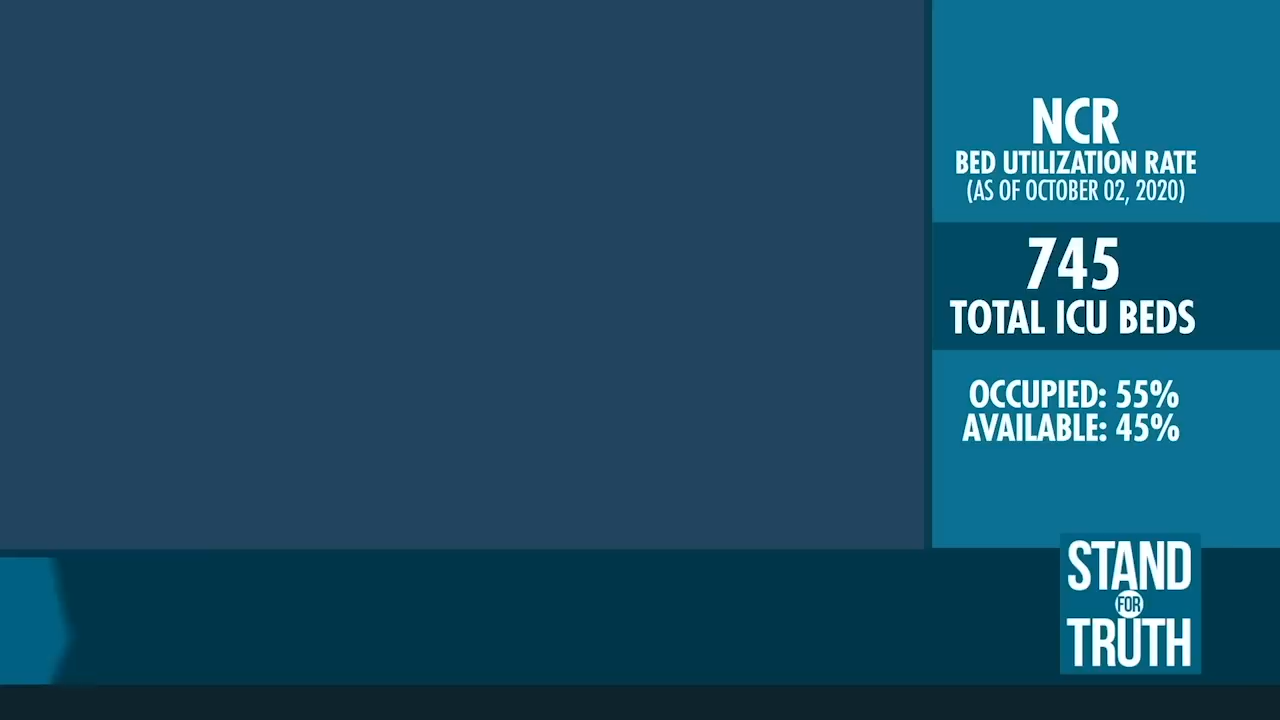 NCR
BED UTILIZATION RATE
(AS OF OCTOBER 02, 2020)
745
TOTAL ICU BEDS
OCCUPIED: 55%
AVAILABLE: 45%
STAND
FOR
TRUTH